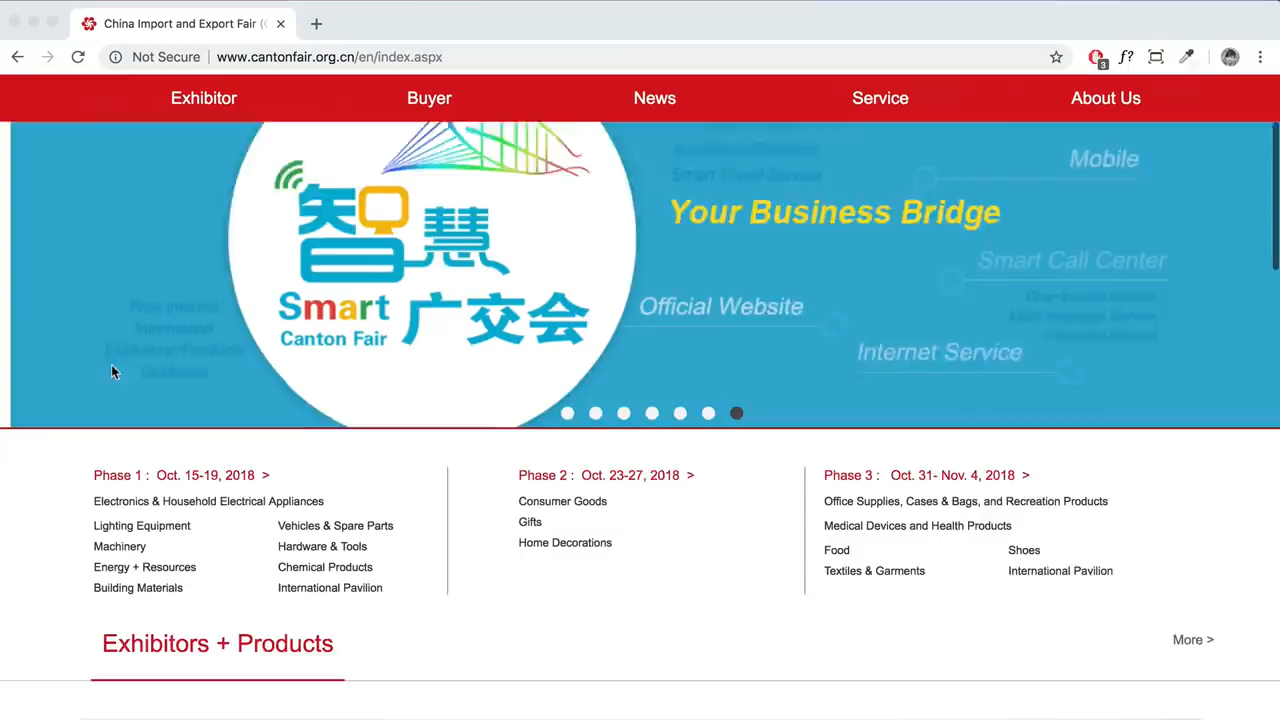 China Import and Export Fair (
Not Secure
www.cantonfair.org.cn/en/index.aspx
3
f?
Exhibitor
Buyer
News
Service
About Us
Mobile
Your Business Bridge
Smart Call Center
智慧
Official Website
Smart
Canton Fair
广交会
Internet Service
Phase 1 : Oct. 15-19, 2018 >
Electronics & Household Electrical Appliances
Lighting Equipment
Vehicles & Spare Parts
Machinery
Hardware & Tools
Energy + Resources
Chemical Products
Building Materials
International Pavilion
Phase 2 : Oct. 23-27, 2018 >
Consumer Goods
Gifts
Home Decorations
Phase 3 : Oct. 31- Nov. 4, 2018 >
Office Supplies, Cases & Bags, and Recreation Products
Medical Devices and Health Products
Food
Shoes
Textiles & Garments
International Pavilion
Exhibitors + Products
More >